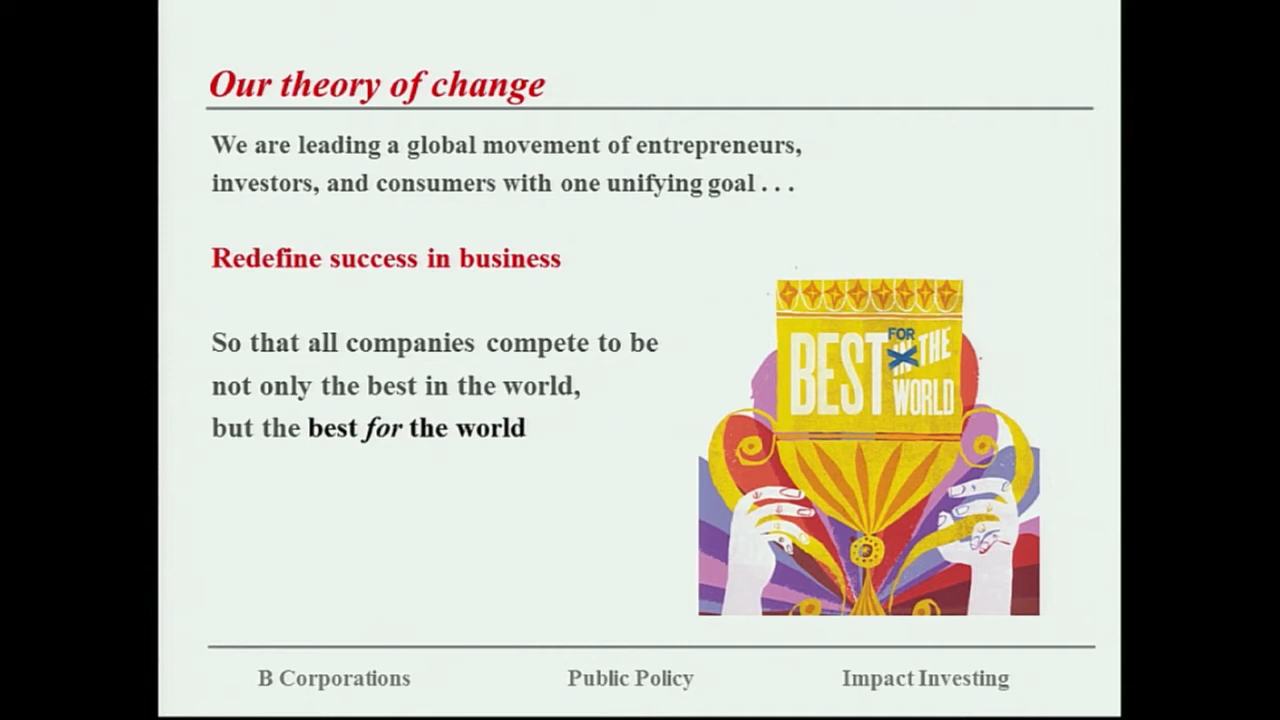 Our theory of change
We are leading a global movement of entrepreneurs,
investors, and consumers with one unifying goal . . .
Redefine success in business
So that all companies compete to be
not only the best in the world,
but the best for the world
FOR
BEST IN THE
WORLD
B Corporations Public Policy Impact Investing